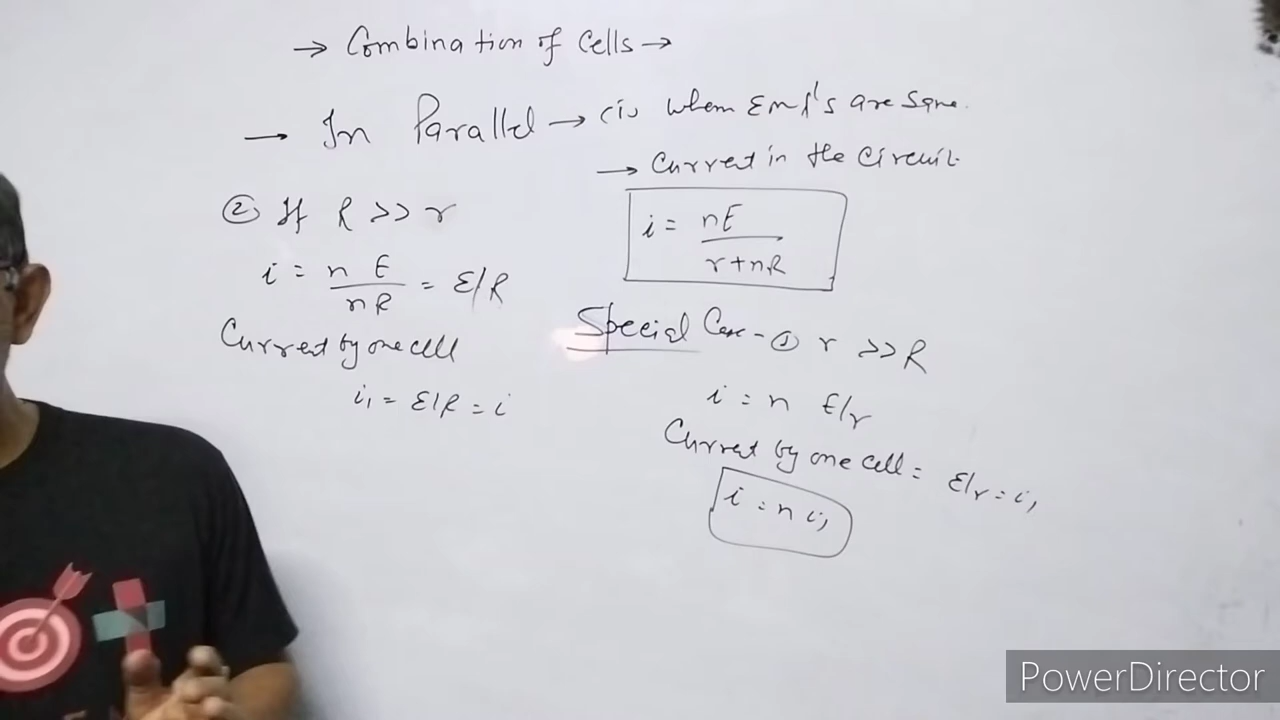 → Combination of Cells →
→ In Parallel → (i) when Emf's are Same.
→ Current in the Circuit.
i = nE / r+nR
Special Case - ① r >> R
i = n E/r
Current by one cell = E/r = i₁
i = n i₁
② If R >> r
i = n E / nR = E/R
Current by one cell
i₁ = E/R = i
PowerDirector